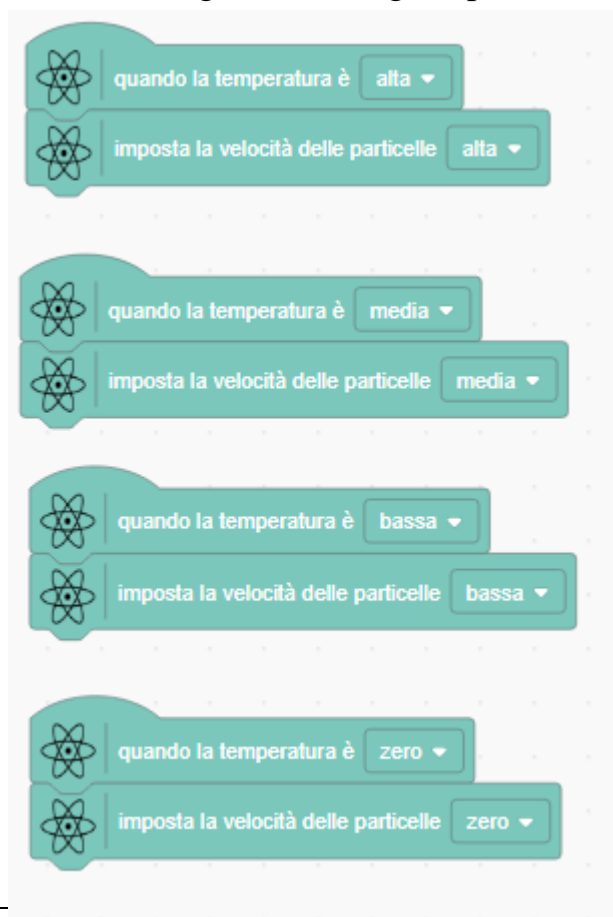 quando la temperatura è alta
imposta la velocità delle particelle alta
quando la temperatura è media
imposta la velocità delle particelle media
quando la temperatura è bassa
imposta la velocità delle particelle bassa
quando la temperatura è zero
imposta la velocità delle particelle zero